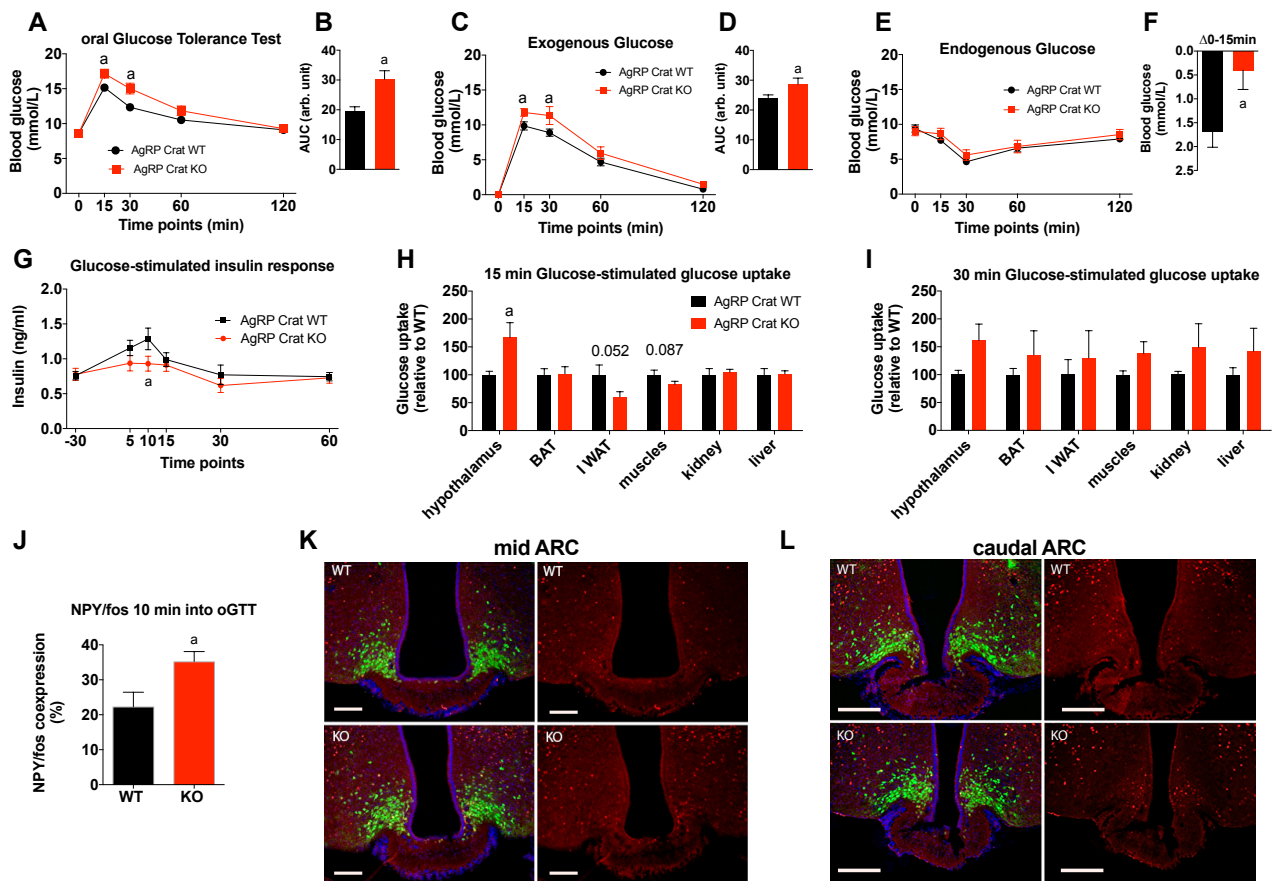 A
oral Glucose Tolerance Test
Blood glucose
(mmol/L)
20
15
10
5
0
a
a
AgRP Crat WT
AgRP Crat KO
0
15
30
60
120
Time points (min)
B
AUC (arb. unit)
40
30
20
10
0
a
C
Exogenous Glucose
Blood glucose
(mmol/L)
20
15
10
5
0
a
a
AgRP Crat WT
AgRP Crat KO
0
15
30
60
120
Time points (min)
D
AUC (arb. unit)
40
30
20
10
0
a
E
Endogenous Glucose
Blood glucose
(mmol/L)
20
15
10
5
0
AgRP Crat WT
AgRP Crat KO
0
15
30
60
120
Time points (min)
F
Δ0-15min
Blood glucose
(mmol/L)
0.0
0.5
1.0
1.5
2.0
2.5
a
G
Glucose-stimulated insulin response
Insulin (ng/ml)
2.0
1.5
1.0
0.5
0.0
AgRP Crat WT
AgRP Crat KO
a
-30
5
10
15
30
60
Time points
H
15 min Glucose-stimulated glucose uptake
Glucose uptake
(relative to WT)
250
200
150
100
50
0
a
0.052
0.087
AgRP Crat WT
AgRP Crat KO
hypothalamus
BAT
I WAT
muscles
kidney
liver
I
30 min Glucose-stimulated glucose uptake
Glucose uptake
(relative to WT)
250
200
150
100
50
0
hypothalamus
BAT
I WAT
muscles
kidney
liver
J
NPY/fos 10 min into oGTT
NPY/fos coexpression
(%)
40
30
20
10
0
a
WT
KO
K
mid ARC
WT
WT
KO
KO
L
caudal ARC
WT
WT
KO
KO